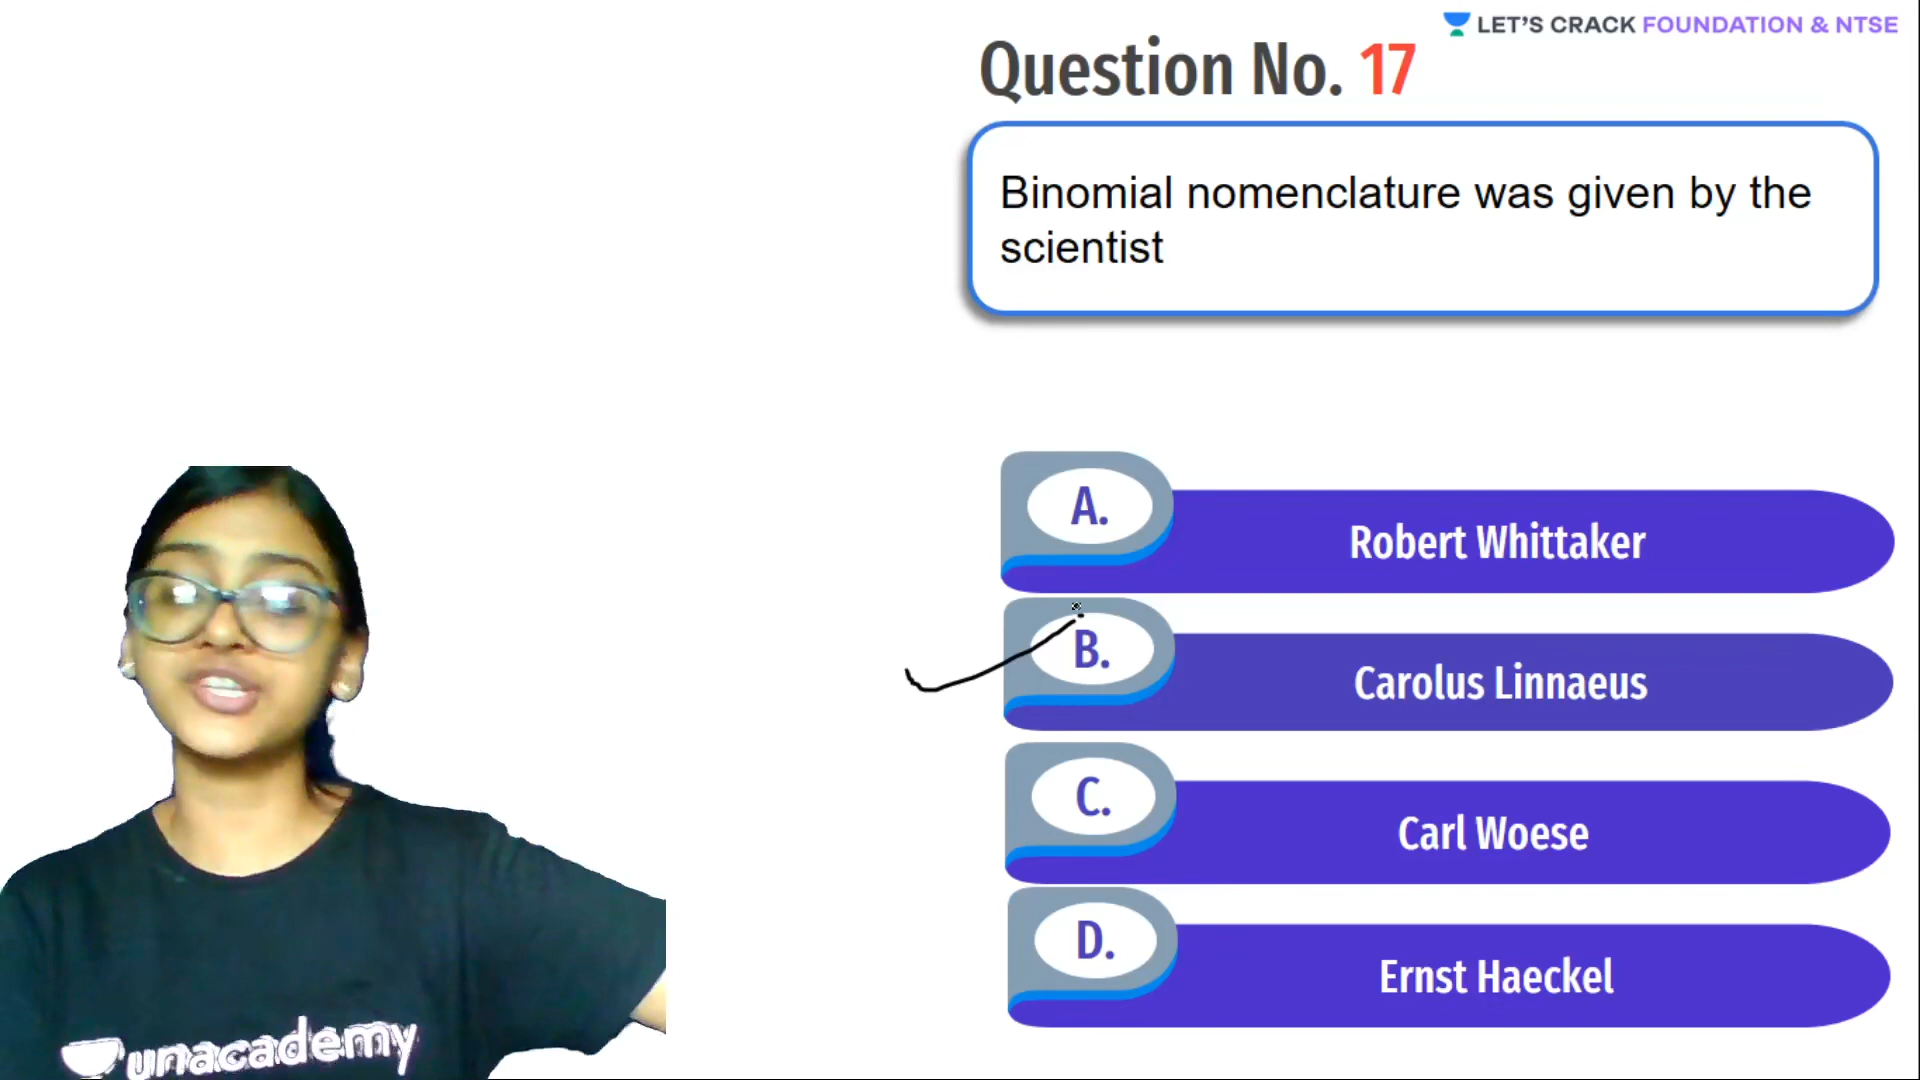 LET'S CRACK FOUNDATION & NTSE
Question No. 17
Binomial nomenclature was given by the
scientist
A.
Robert Whittaker
B.
Carolus Linnaeus
C.
Carl Woese
D.
Ernst Haeckel
unacademy